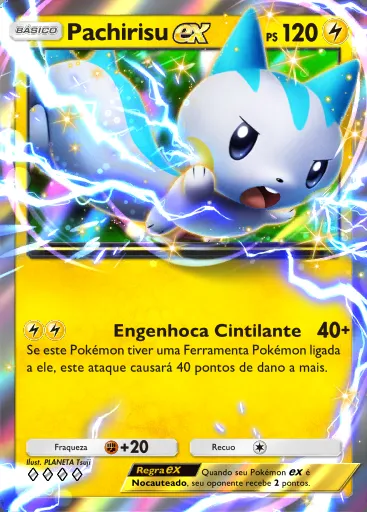 BÁSICO Pachirisu ex PS 120
Engenhoca Cintilante 40+
Se este Pokémon tiver uma Ferramenta Pokémon ligada
a ele, este ataque causará 40 pontos de dano a mais.
Fraqueza +20 Recuo
Ilust. PLANETA Tsuji
Regra ex Quando seu Pokémon ex é
Nocauteado, seu oponente recebe 2 pontos.